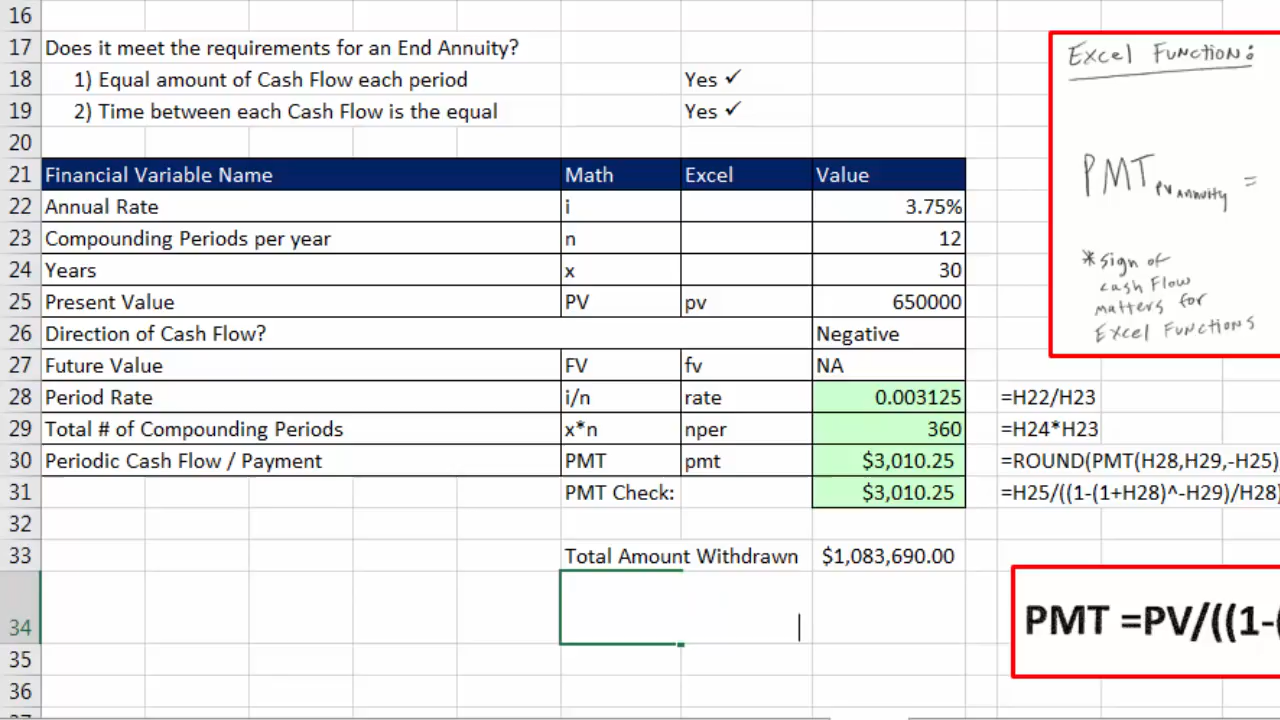 16
17 Does it meet the requirements for an End Annuity?
18 1) Equal amount of Cash Flow each period Yes ✓
19 2) Time between each Cash Flow is the equal Yes ✓
20
21 Financial Variable Name Math Excel Value
22 Annual Rate i 3.75%
23 Compounding Periods per year n 12
24 Years x 30
25 Present Value PV pv 650000
26 Direction of Cash Flow? Negative
27 Future Value FV fv NA
28 Period Rate i/n rate 0.003125 =H22/H23
29 Total # of Compounding Periods x*n nper 360 =H24*H23
30 Periodic Cash Flow / Payment PMT pmt $3,010.25 =ROUND(PMT(H28,H29,-H25)
31 PMT Check: $3,010.25 =H25/((1-(1+H28)^-H29)/H28)
32
33 Total Amount Withdrawn $1,083,690.00
34
35
36
Excel Function:
PMT PV Annuity =
*sign of
cash Flow
matters for
Excel Functions
PMT =PV/((1-(